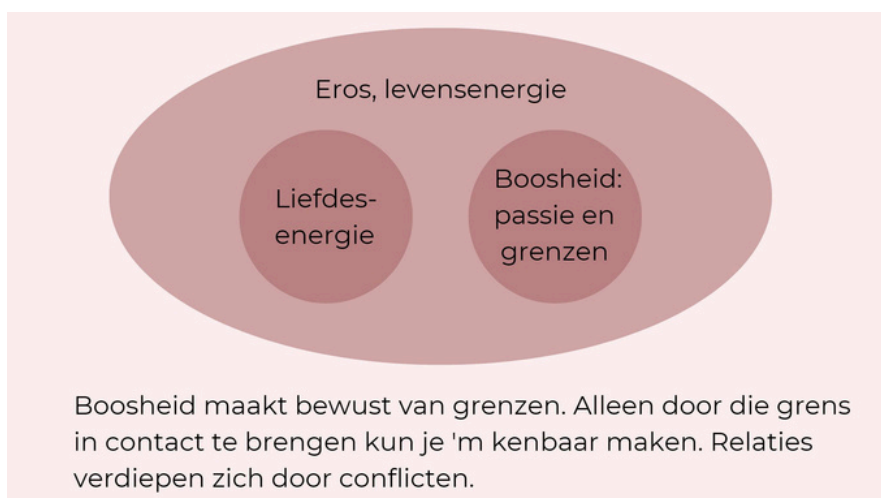 Eros, levensenergie
Liefdes-
energie
Boosheid:
passie en
grenzen
Boosheid maakt bewust van grenzen. Alleen door die grens
in contact te brengen kun je 'm kenbaar maken. Relaties
verdiepen zich door conflicten.